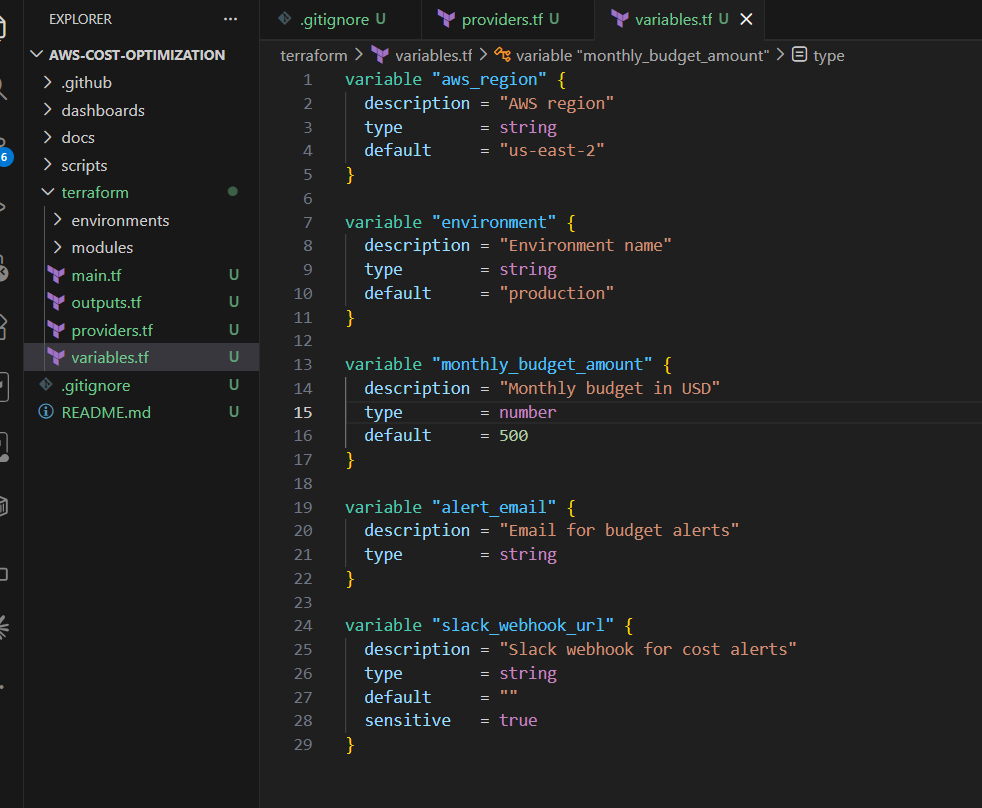 EXPLORER
AWS-COST-OPTIMIZATION
.github
dashboards
docs
scripts
terraform
environments
modules
main.tf U
outputs.tf U
providers.tf U
variables.tf U
.gitignore U
README.md U
6
.gitignore U
providers.tf U
variables.tf U
terraform > variables.tf > variable "monthly_budget_amount" > type
1 variable "aws_region" {
2   description = "AWS region"
3   type        = string
4   default     = "us-east-2"
5 }
6
7 variable "environment" {
8   description = "Environment name"
9   type        = string
10   default     = "production"
11 }
12
13 variable "monthly_budget_amount" {
14   description = "Monthly budget in USD"
15   type        = number
16   default     = 500
17 }
18
19 variable "alert_email" {
20   description = "Email for budget alerts"
21   type        = string
22 }
23
24 variable "slack_webhook_url" {
25   description = "Slack webhook for cost alerts"
26   type        = string
27   default     = ""
28   sensitive   = true
29 }